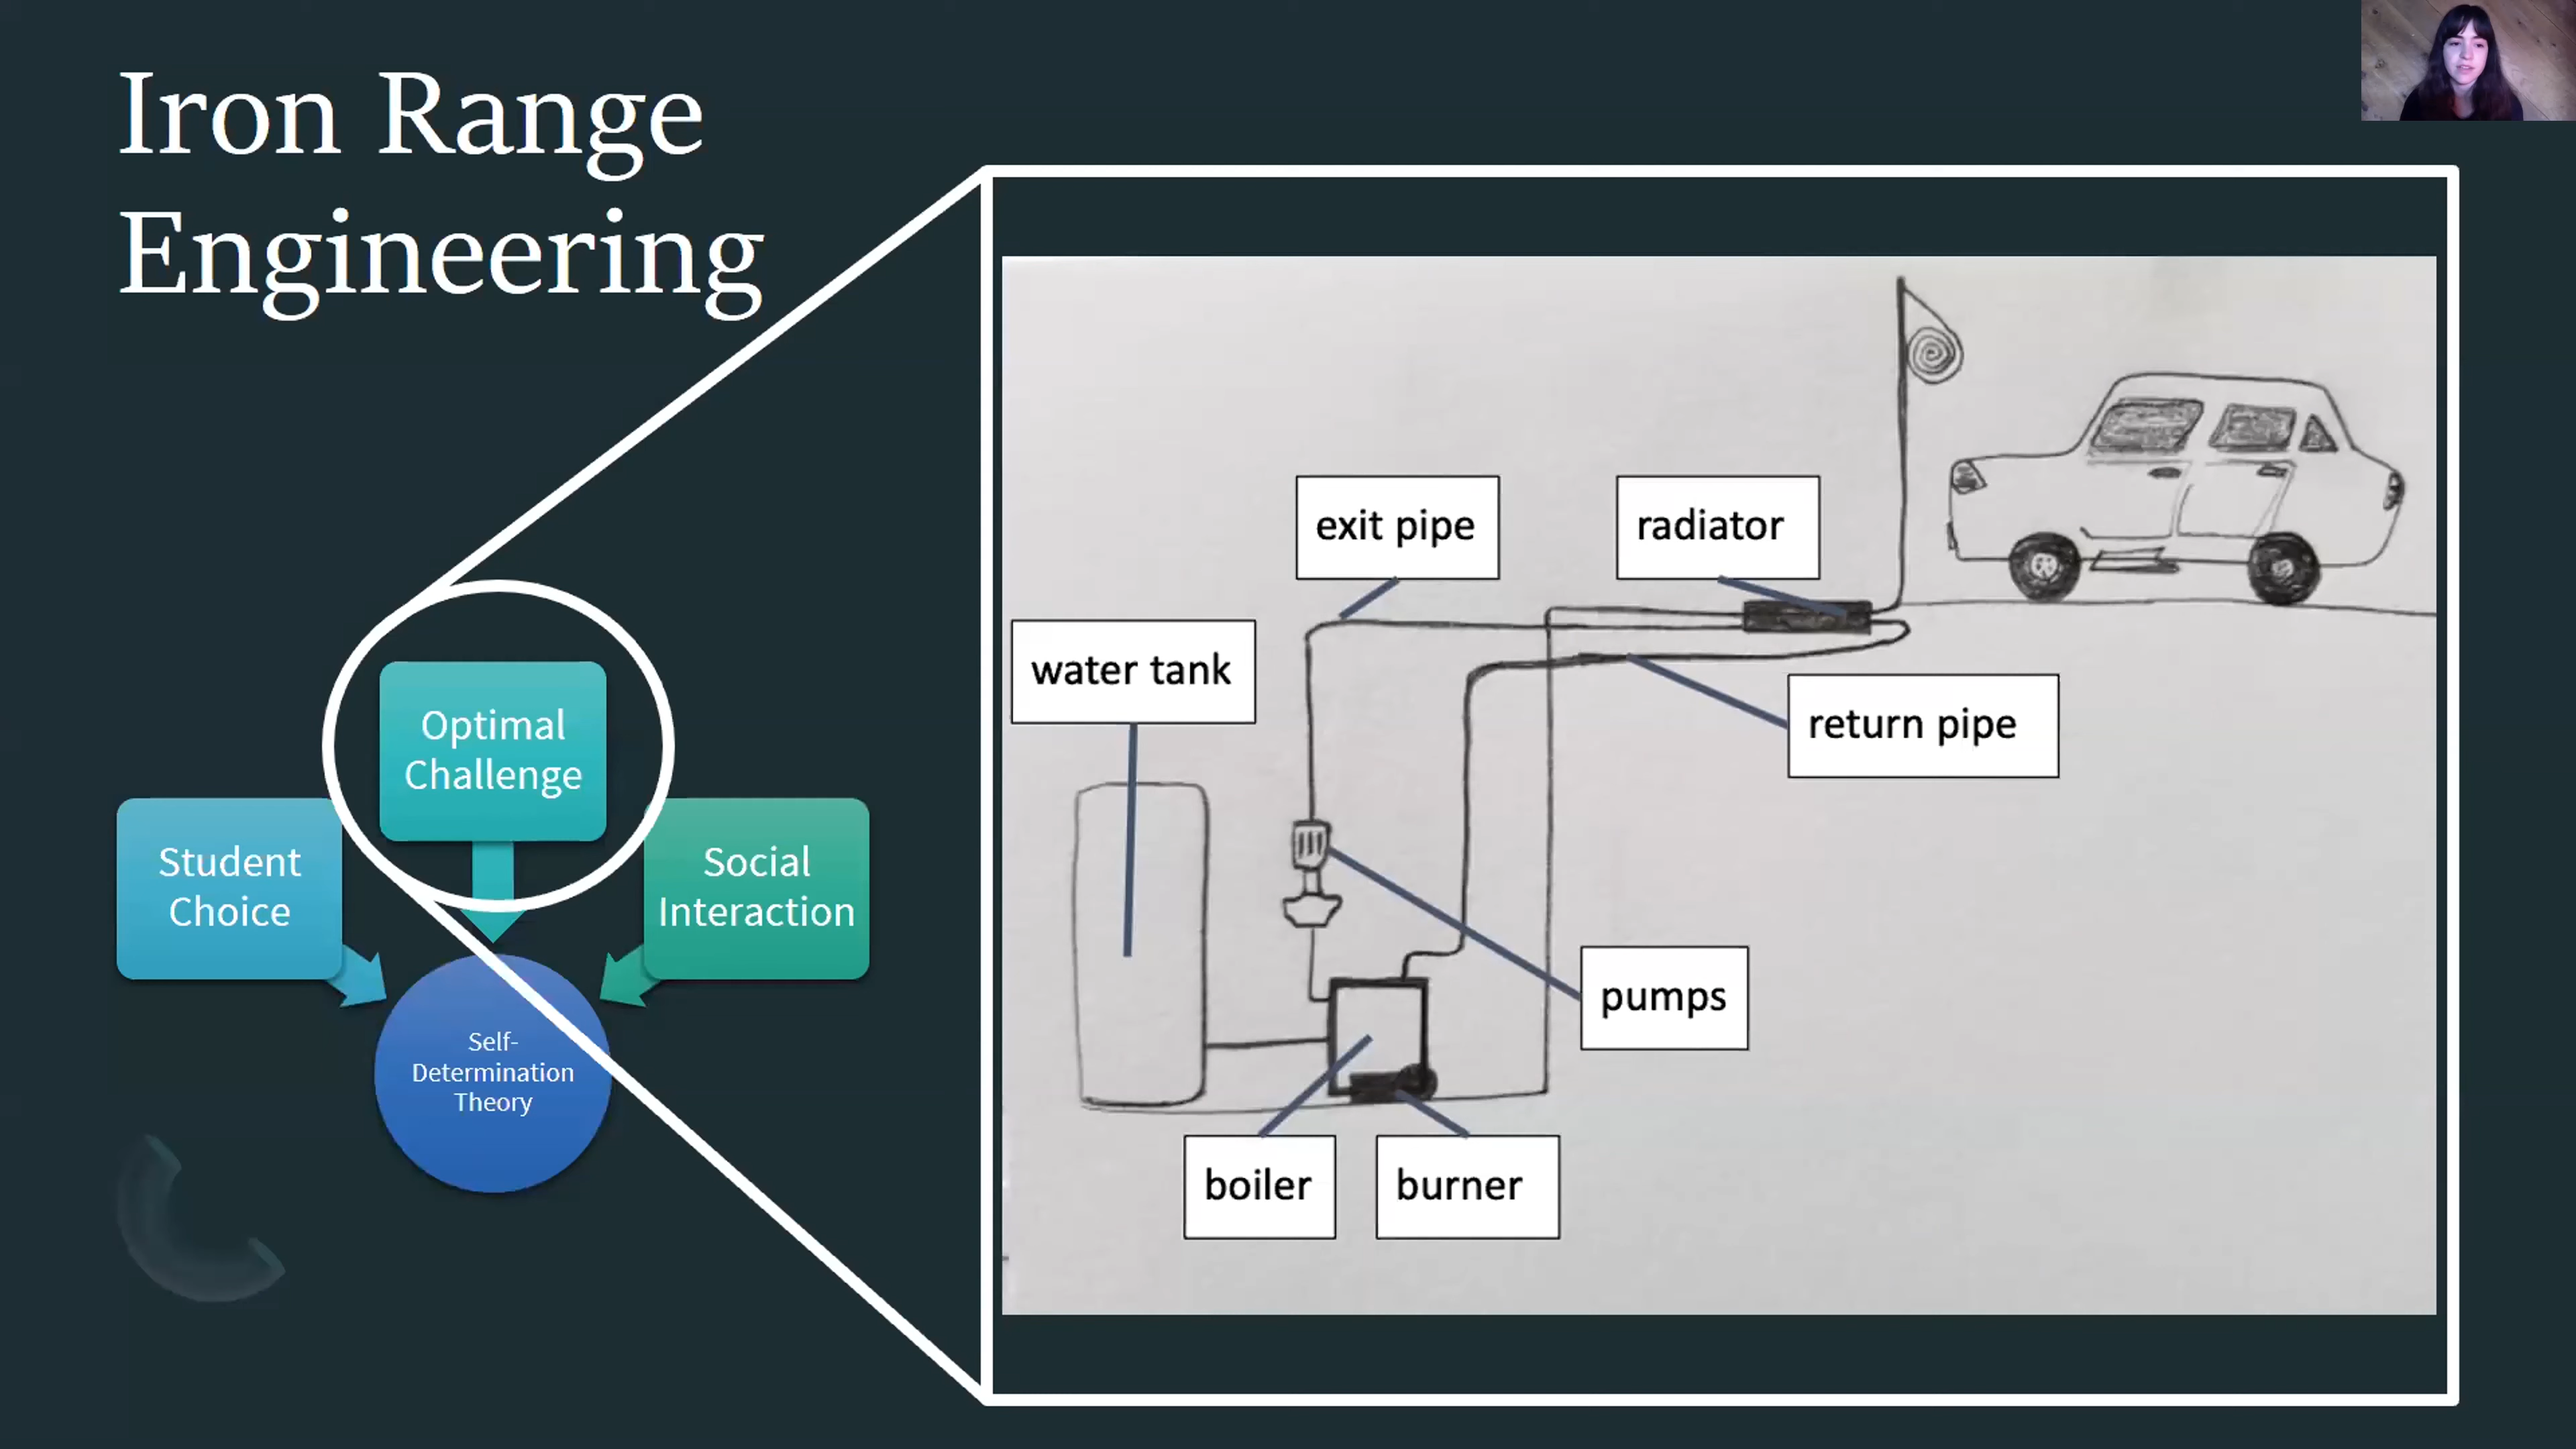 Iron Range
Engineering
Optimal
Challenge
Student
Choice
Social
Interaction
Self-
Determination
Theory
exit pipe
radiator
water tank
return pipe
pumps
boiler
burner